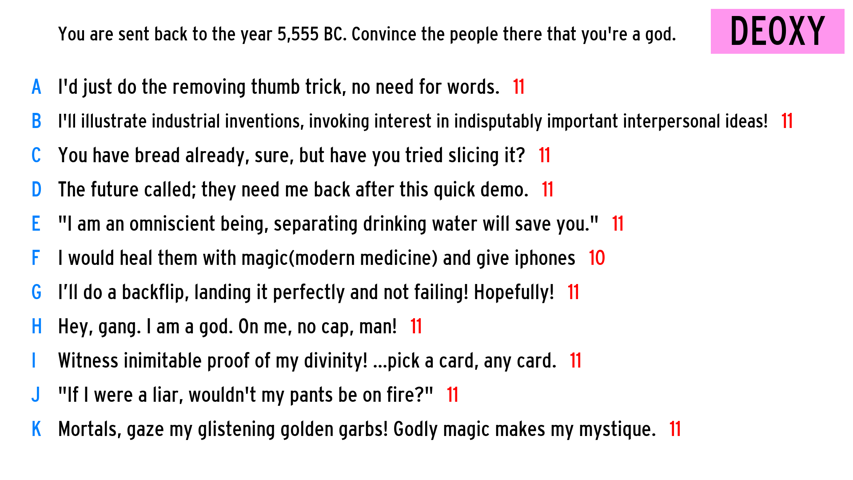 You are sent back to the year 5,555 BC. Convince the people there that you're a god. DEOXY
A I'd just do the removing thumb trick, no need for words. 11
B I'll illustrate industrial inventions, invoking interest in indisputably important interpersonal ideas! 11
C You have bread already, sure, but have you tried slicing it? 11
D The future called; they need me back after this quick demo. 11
E "I am an omniscient being, separating drinking water will save you." 11
F I would heal them with magic(modern medicine) and give iphones 10
G I’ll do a backflip, landing it perfectly and not failing! Hopefully! 11
H Hey, gang. I am a god. On me, no cap, man! 11
I Witness inimitable proof of my divinity! ...pick a card, any card. 11
J "If I were a liar, wouldn't my pants be on fire?" 11
K Mortals, gaze my glistening golden garbs! Godly magic makes my mystique. 11